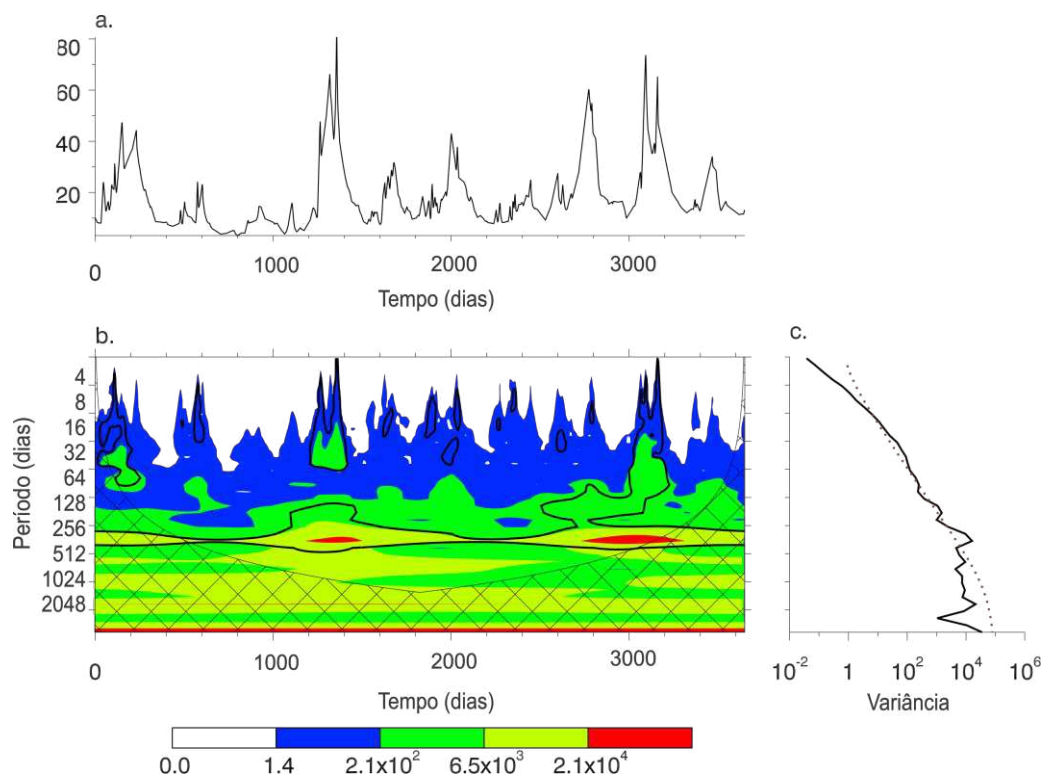 a.
80
60
40
20
0 1000 2000 3000
Tempo (dias)
b.
c.
4
8
16
32
64
128
256
512
1024
2048
Período (dias)
0 1000 2000 3000
Tempo (dias)
10⁻² 1 10² 10⁴ 10⁶
Variância
0.0 1.4 2.1x10² 6.5x10³ 2.1x10⁴